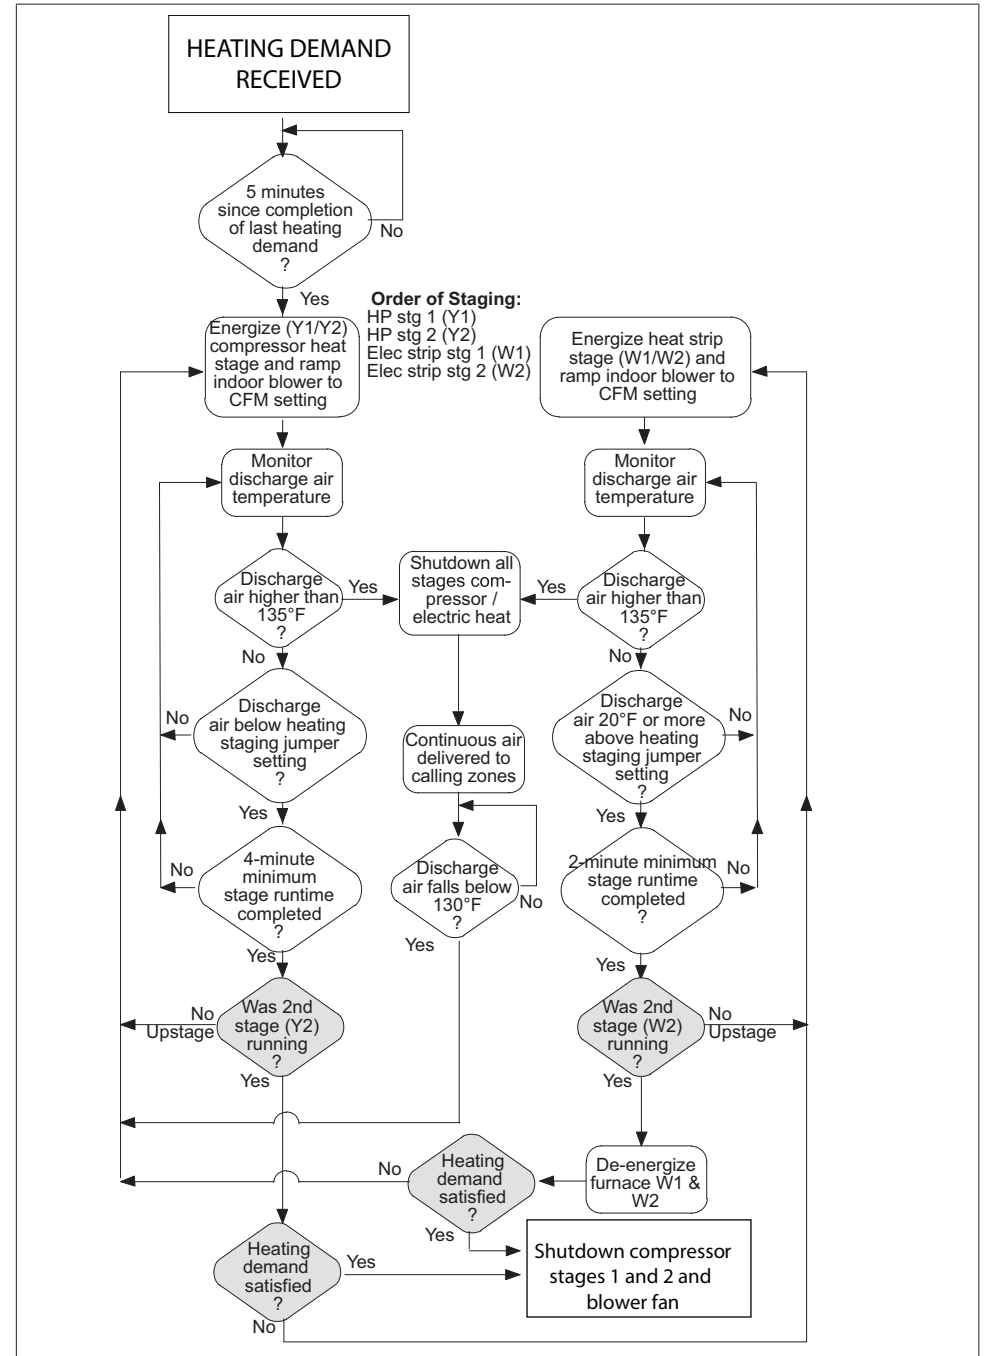 HEATING DEMAND
RECEIVED
5 minutes
since completion
of last heating
demand
?
No
Yes
Order of Staging:
HP stg 1 (Y1)
HP stg 2 (Y2)
Elec strip stg 1 (W1)
Elec strip stg 2 (W2)
Energize (Y1/Y2)
compressor heat
stage and ramp
indoor blower to
CFM setting
Energize heat strip
stage (W1/W2) and
ramp indoor blower to
CFM setting
Monitor
discharge air
temperature
Monitor
discharge air
temperature
Discharge
air higher than
135°F
?
Yes
No
Shutdown all
stages com-
pressor /
electric heat
Yes
Discharge
air higher than
135°F
?
No
Discharge
air below heating
staging jumper
setting
?
No
Yes
Continuous air
delivered to
calling zones
Discharge
air 20°F or more
above heating
staging jumper
setting
?
No
Yes
4-minute
minimum
stage runtime
completed
?
No
Yes
Discharge
air falls below
130°F
?
No
Yes
2-minute minimum
stage runtime
completed
?
No
Yes
Was 2nd
stage (Y2)
running
?
No
Upstage
Yes
Was 2nd
stage (W2)
running
?
No
Upstage
Yes
De-energize
furnace W1 &
W2
Heating
demand
satisfied
?
No
Yes
Heating
demand
satisfied
?
Yes
No
Shutdown compressor
stages 1 and 2 and
blower fan